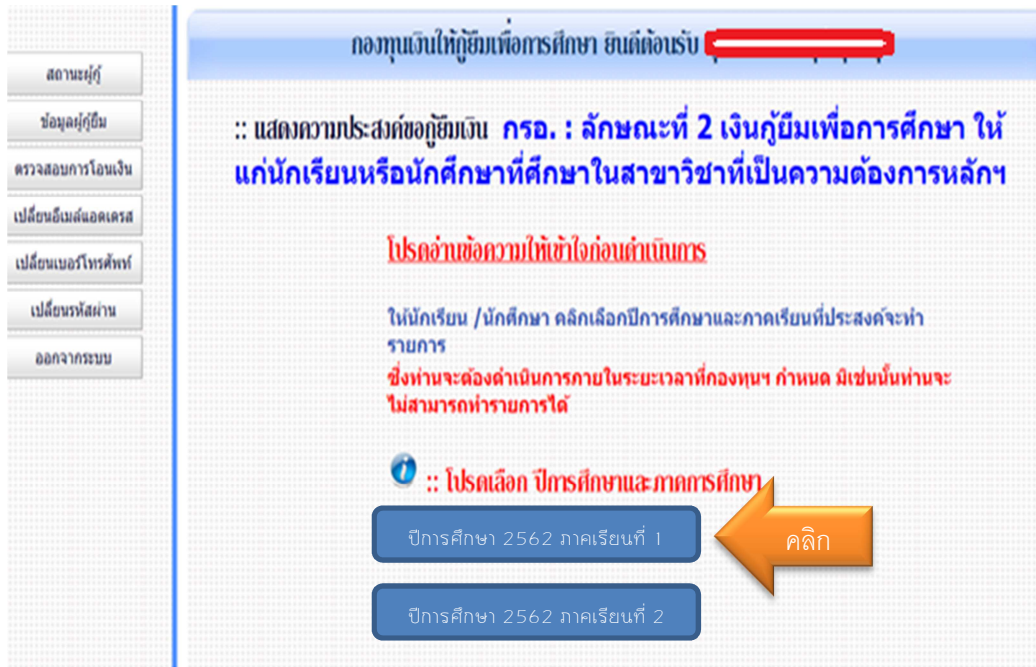 กองทุนเงินให้กู้ยืมเพื่อการศึกษา ยินดีต้อนรับ
สถานะผู้กู้
ข้อมูลผู้กู้ยืม
ตรวจสอบการโอนเงิน
เปลี่ยนอีเมล์แอดเดรส
เปลี่ยนเบอร์โทรศัพท์
เปลี่ยนรหัสผ่าน
ออกจากระบบ
:: แสดงความประสงค์ขอกู้ยืมเงิน กรอ. : ลักษณะที่ 2 เงินกู้ยืมเพื่อการศึกษา ให้
แก่นักเรียนหรือนักศึกษาที่ศึกษาในสาขาวิชาที่เป็นความต้องการหลักฯ
โปรดอ่านข้อความให้เข้าใจก่อนดำเนินการ
ให้นักเรียน /นักศึกษา คลิกเลือกปีการศึกษาและภาคเรียนที่ประสงค์จะทำ
รายการ
ซึ่งท่านจะต้องดำเนินการภายในระยะเวลาที่กองทุนฯ กำหนด มิเช่นนั้นท่านจะ
ไม่สามารถทำรายการได้
:: โปรดเลือก ปีการศึกษาและภาคการศึกษา
ปีการศึกษา 2562 ภาคเรียนที่ 1
คลิก
ปีการศึกษา 2562 ภาคเรียนที่ 2